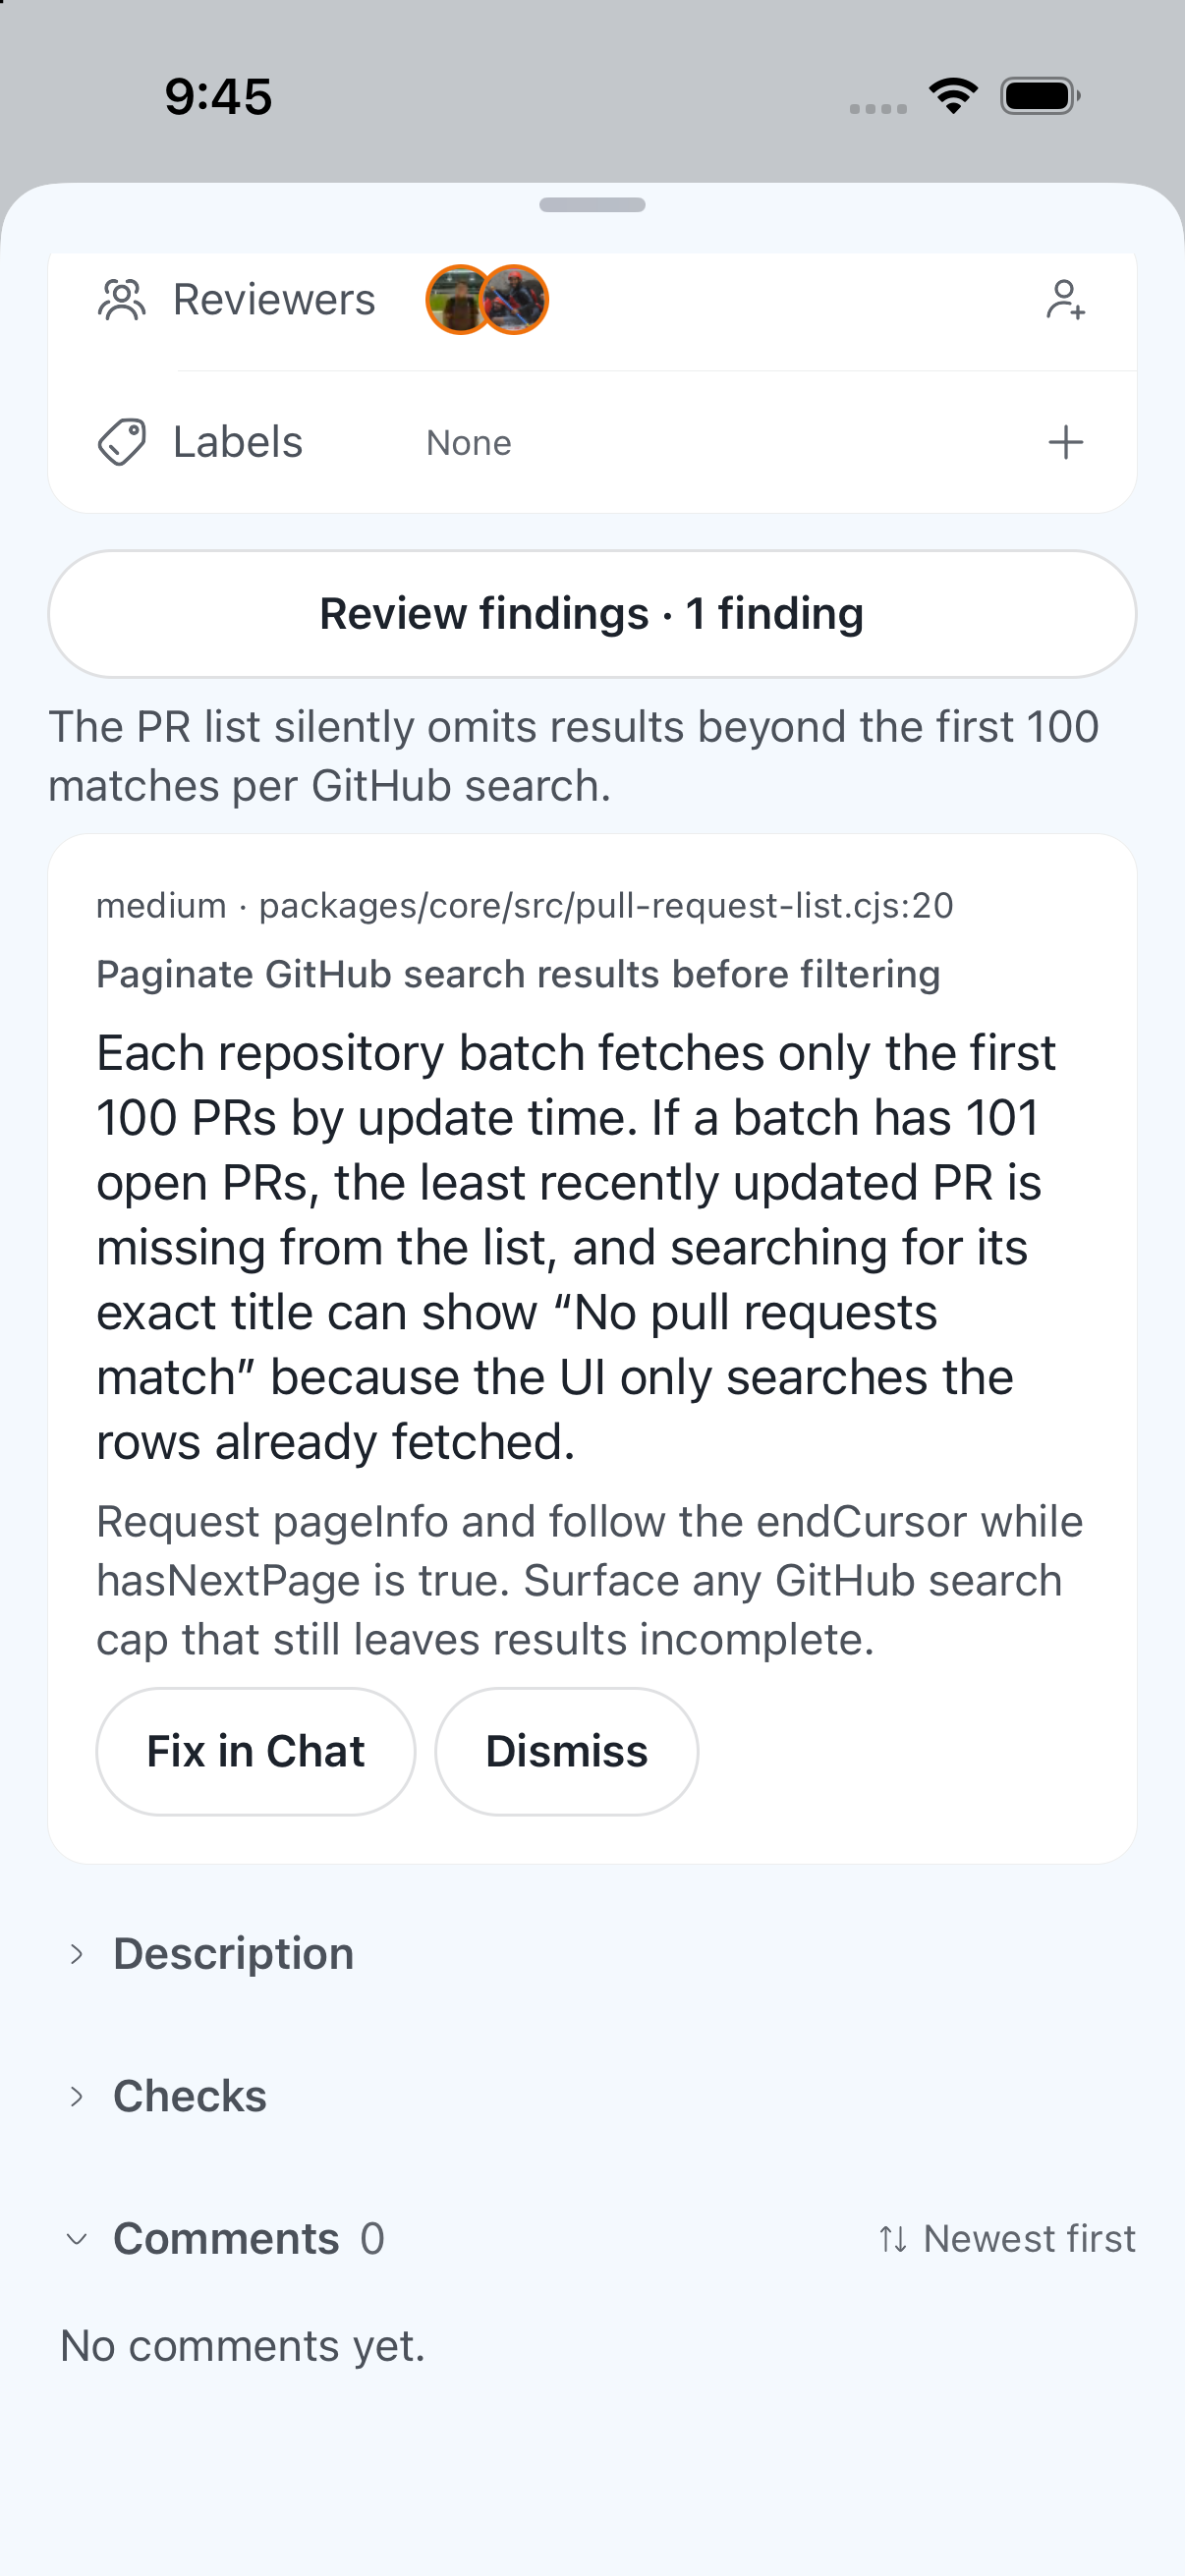 9:45
Reviewers
Labels None
Review findings · 1 finding
The PR list silently omits results beyond the first 100
matches per GitHub search.
medium · packages/core/src/pull-request-list.cjs:20
Paginate GitHub search results before filtering
Each repository batch fetches only the first
100 PRs by update time. If a batch has 101
open PRs, the least recently updated PR is
missing from the list, and searching for its
exact title can show “No pull requests
match” because the UI only searches the
rows already fetched.
Request pageInfo and follow the endCursor while
hasNextPage is true. Surface any GitHub search
cap that still leaves results incomplete.
Fix in Chat Dismiss
Description
Checks
Comments 0 Newest first
No comments yet.